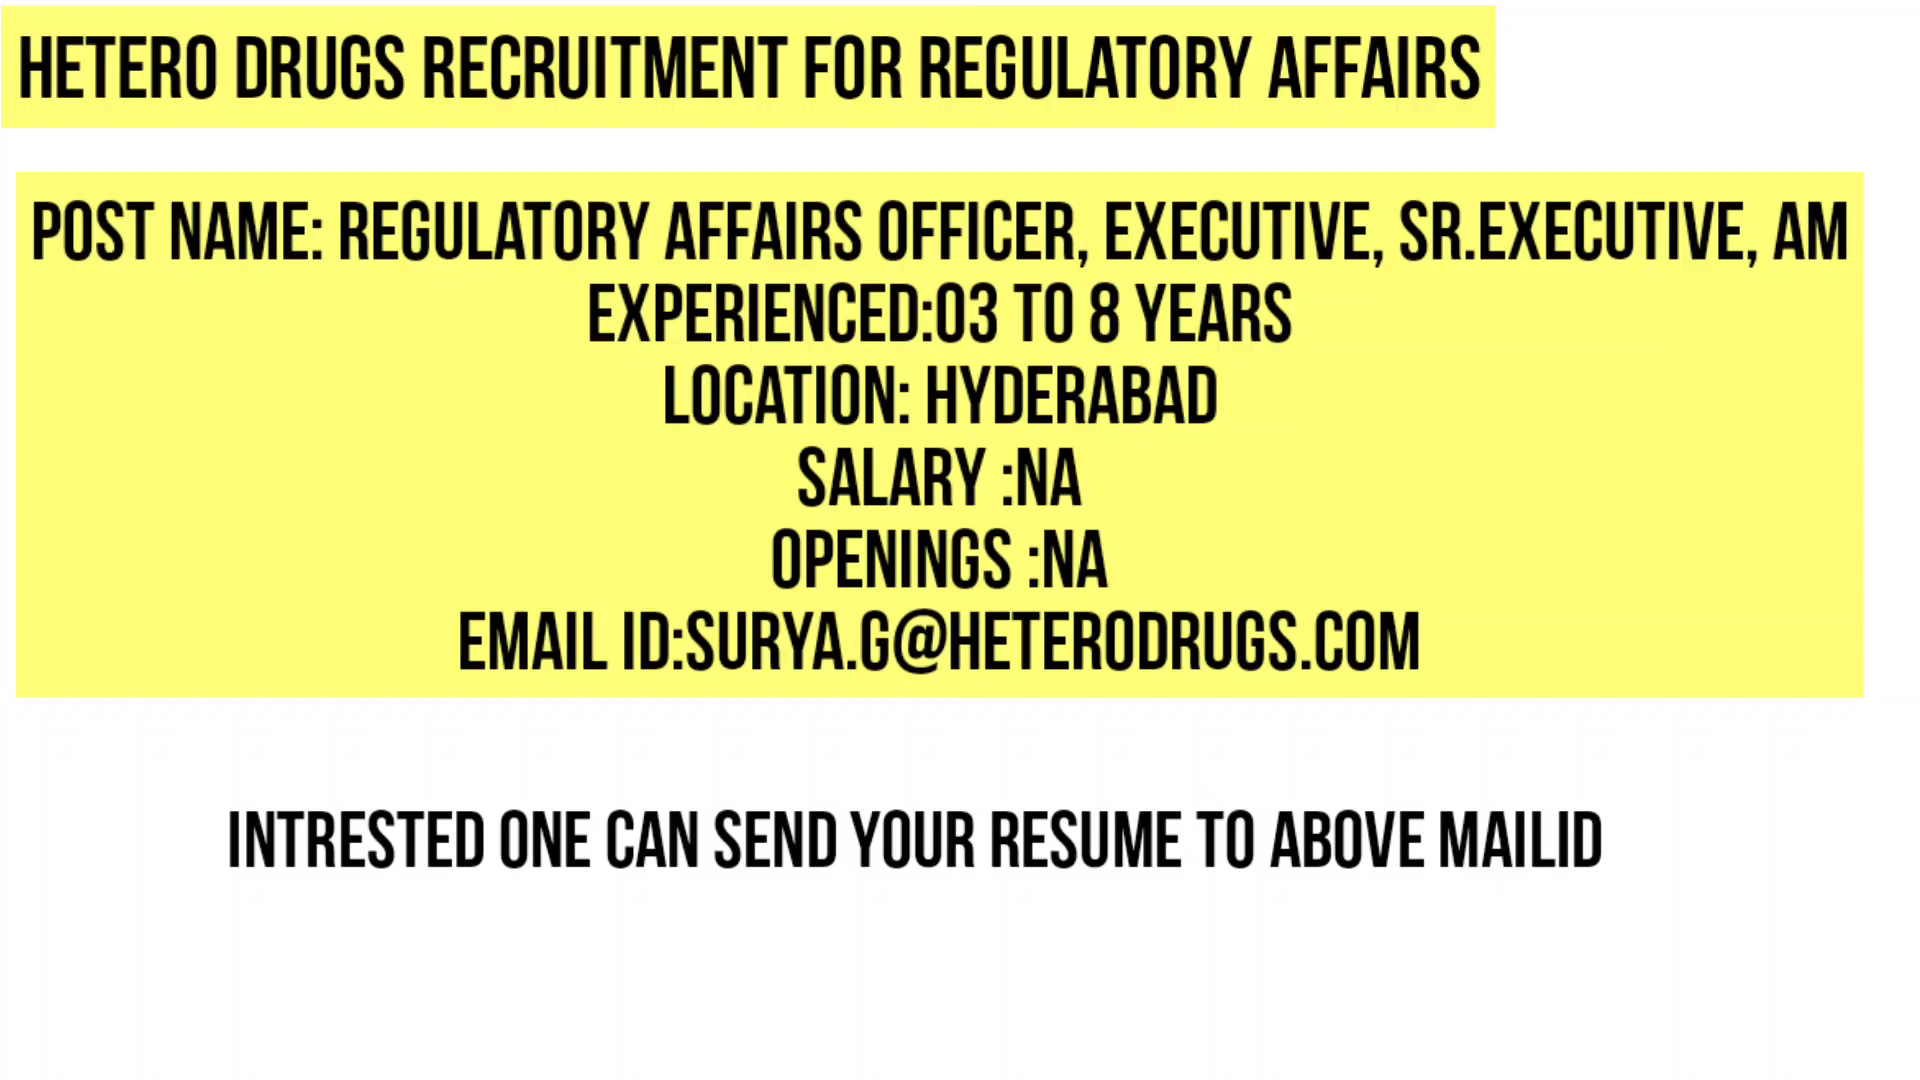 HETERO DRUGS RECRUITMENT FOR REGULATORY AFFAIRS
POST NAME: REGULATORY AFFAIRS OFFICER, EXECUTIVE, SR.EXECUTIVE, AM
EXPERIENCED:03 TO 8 YEARS
LOCATION: HYDERABAD
SALARY :NA
OPENINGS :NA
EMAIL ID:SURYA.G@HETERODRUGS.COM
INTRESTED ONE CAN SEND YOUR RESUME TO ABOVE MAILID